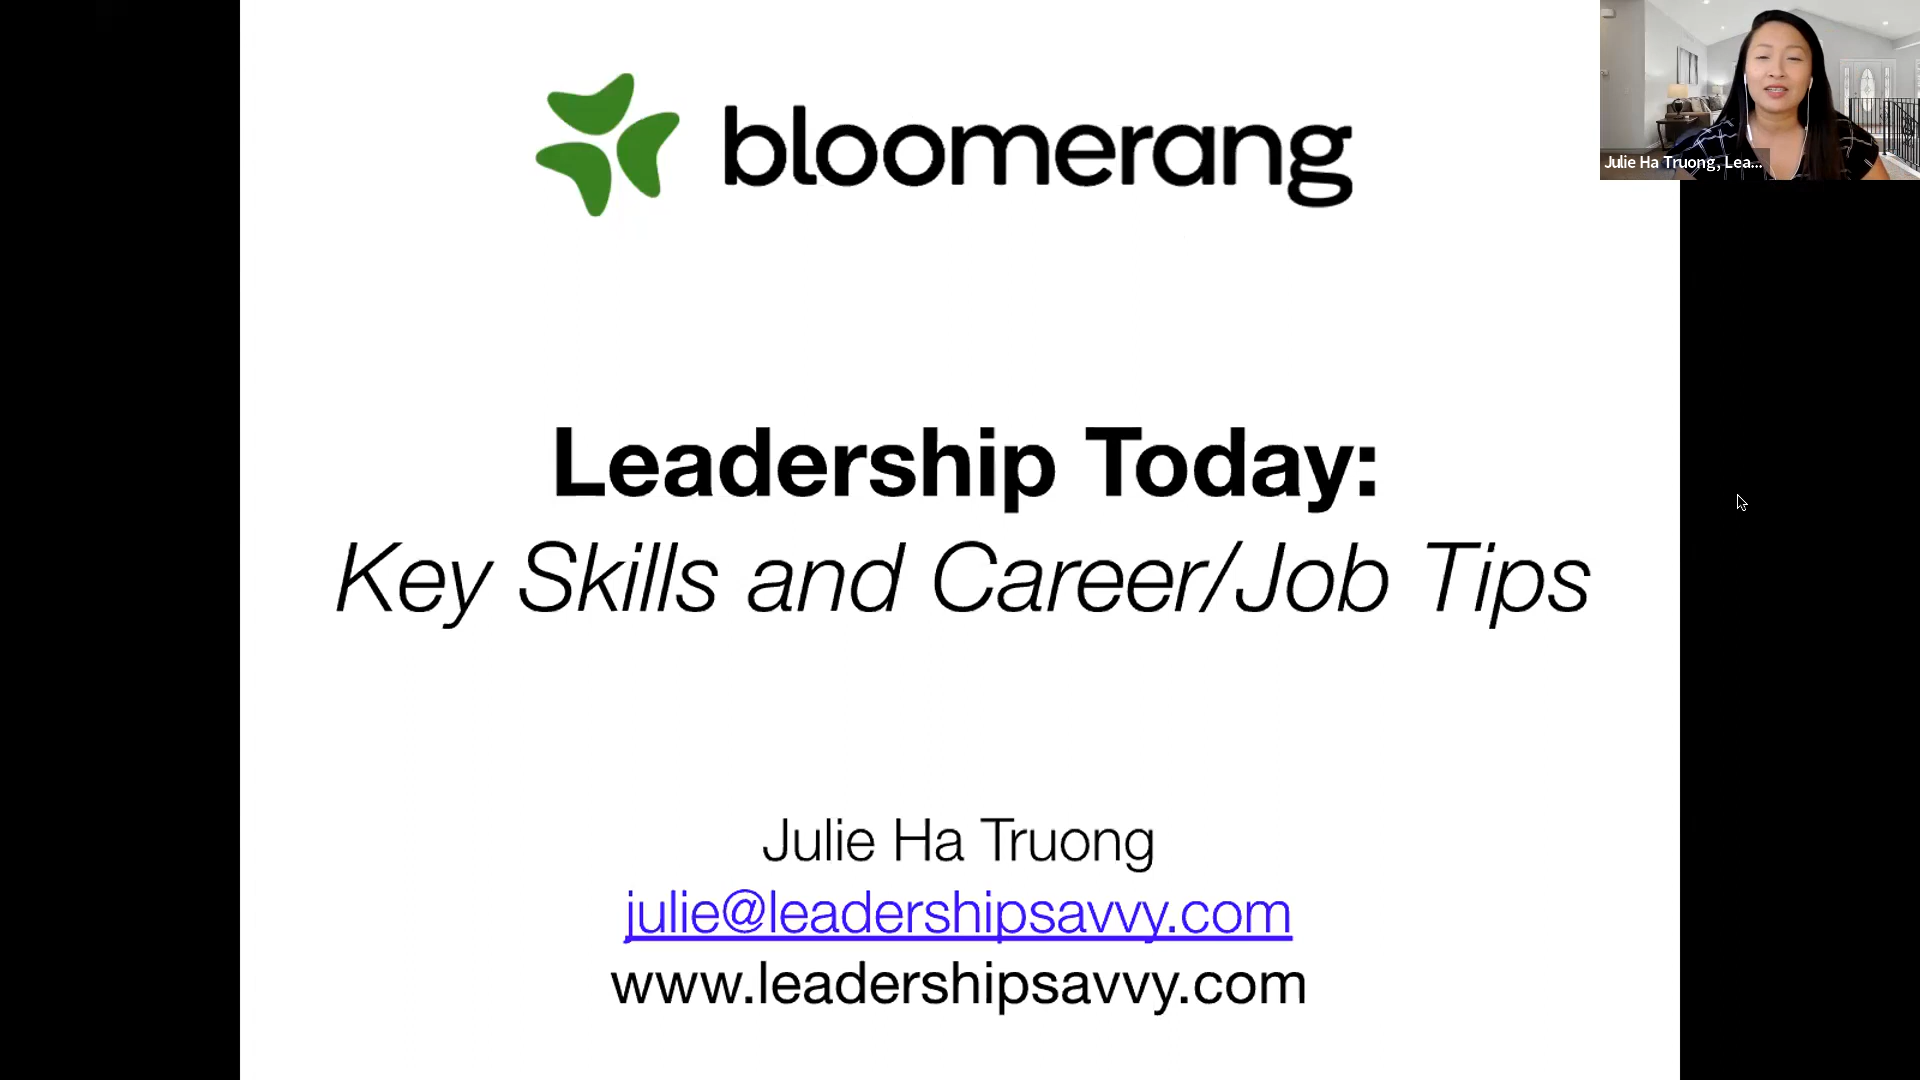 bloomerang
Julie Ha Truong, Lea...
Leadership Today:
Key Skills and Career/Job Tips
Julie Ha Truong
julie@leadershipsavvy.com
www.leadershipsavvy.com